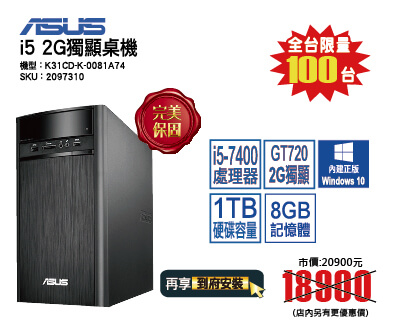 ASUS
i5 2G獨顯桌機
機型：K31CD-K-0081A74
SKU：2097310
全台限量
100台
完美
保固
i5-7400
處理器
GT720
2G獨顯
內建正版
Windows 10
1TB
硬碟容量
8GB
記憶體
ASUS
再享 到府安裝
市價:20900元
18900
(店內另有更優惠價)